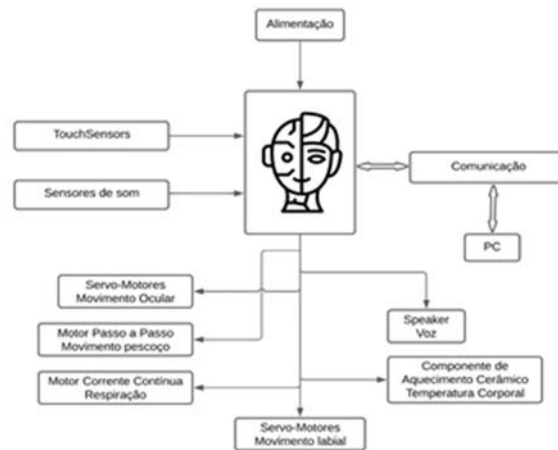 Alimentação
TouchSensors
Sensores de som
Comunicação
PC
Servo-Motores
Movimento Ocular
Motor Passo a Passo
Movimento pescoço
Motor Corrente Contínua
Respiração
Speaker
Voz
Componente de
Aquecimento Cerâmico
Temperatura Corporal
Servo-Motores
Movimento labial